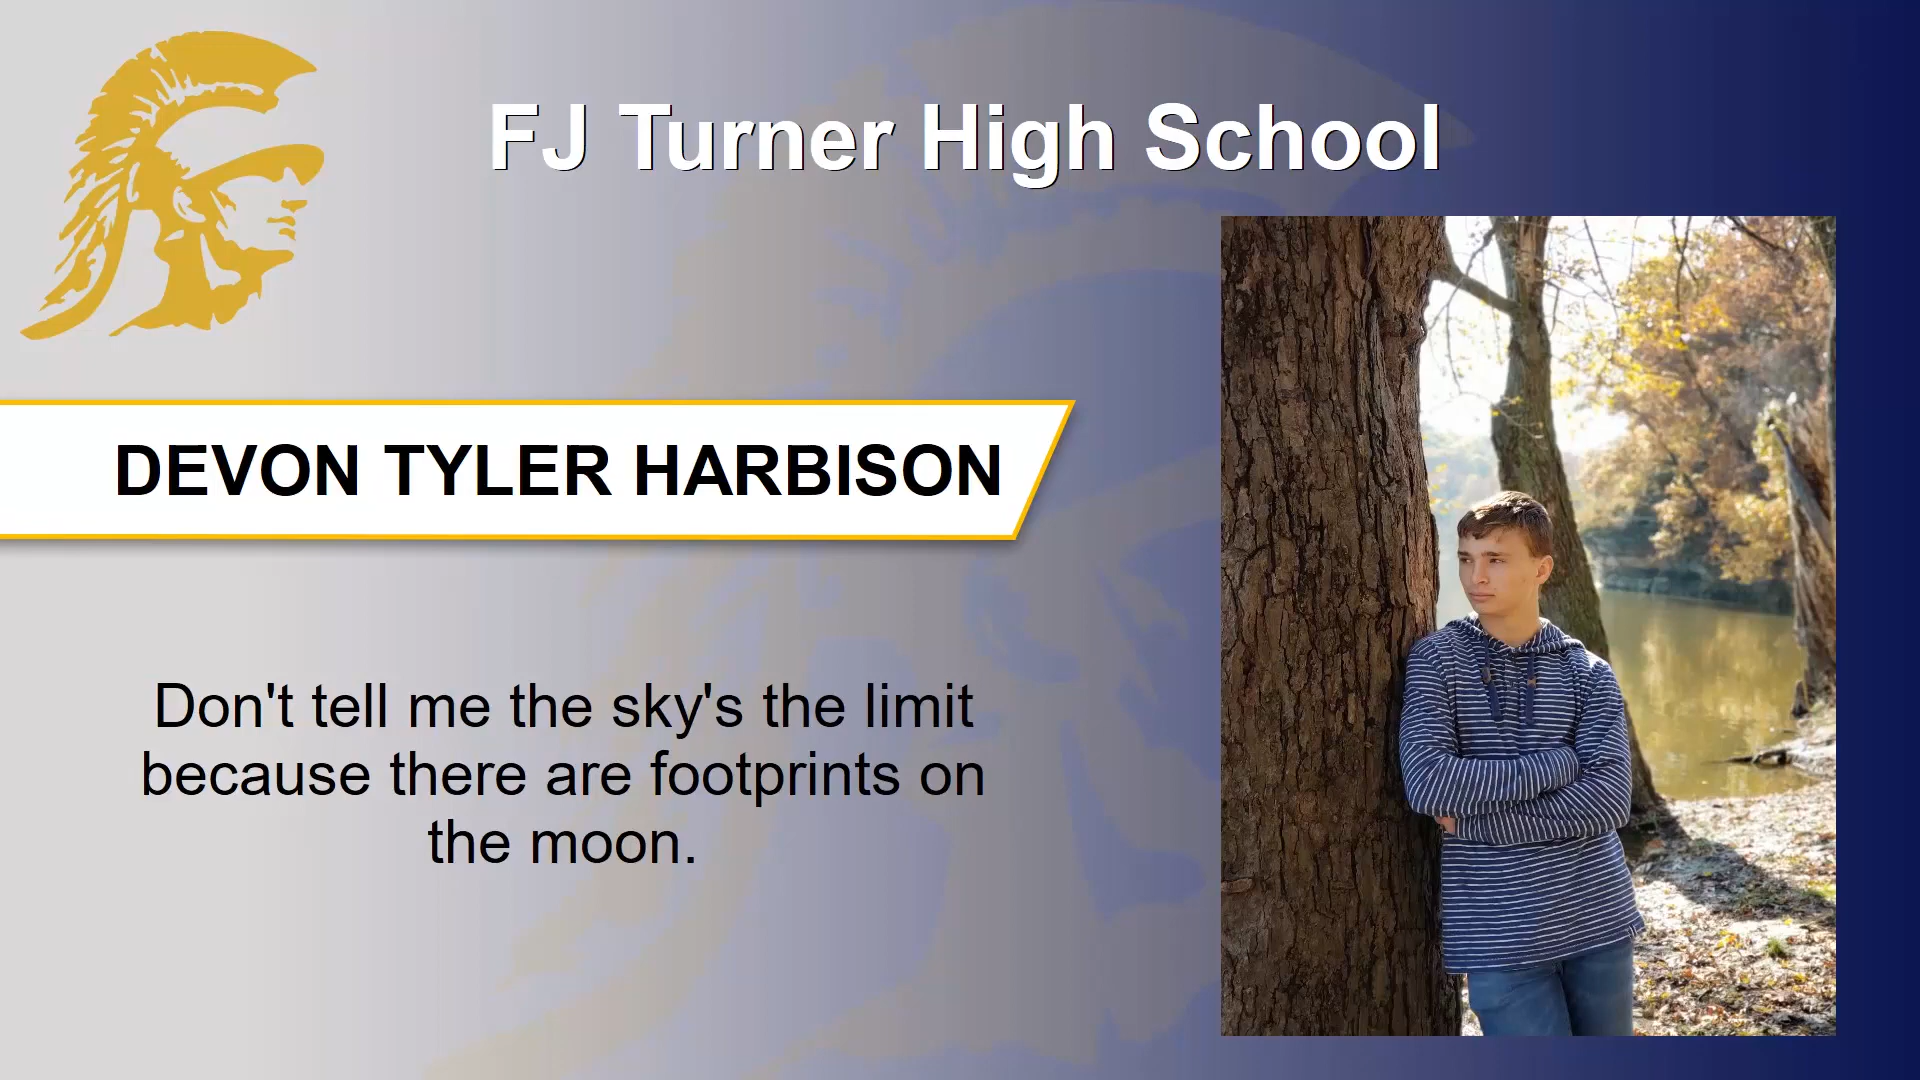 FJ Turner High School
DEVON TYLER HARBISON
Don't tell me the sky's the limit
because there are footprints on
the moon.